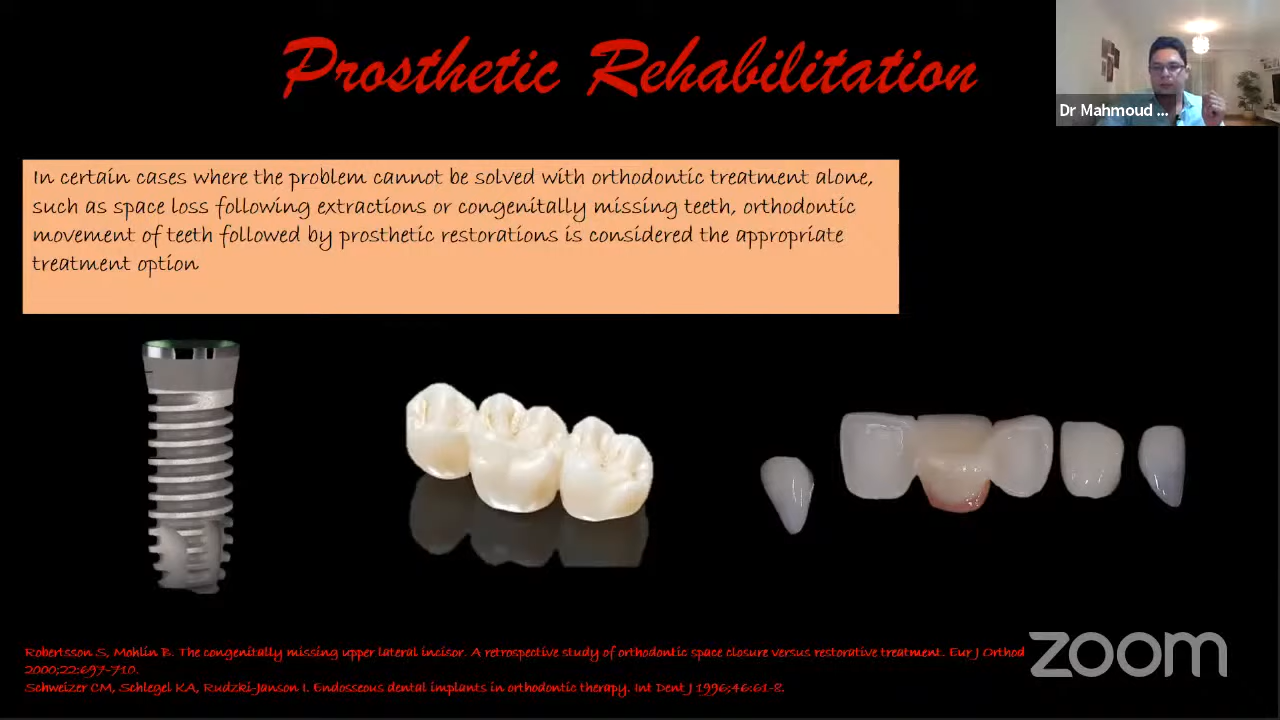 Prosthetic Rehabilitation
Dr Mahmoud ...
In certain cases where the problem cannot be solved with orthodontic treatment alone,
such as space loss following extractions or congenitally missing teeth, orthodontic
movement of teeth followed by prosthetic restorations is considered the appropriate
treatment option
Robertsson S, Mohlin B. The congenitally missing upper lateral incisor. A retrospective study of orthodontic space closure versus restorative treatment. Eur J Orthod
2000;22:697-710.
Schweizer CM, Schlegel KA, Rudzki-Janson I. Endosseous dental implants in orthodontic therapy. Int Dent J 1996;46:61-8.
zoom